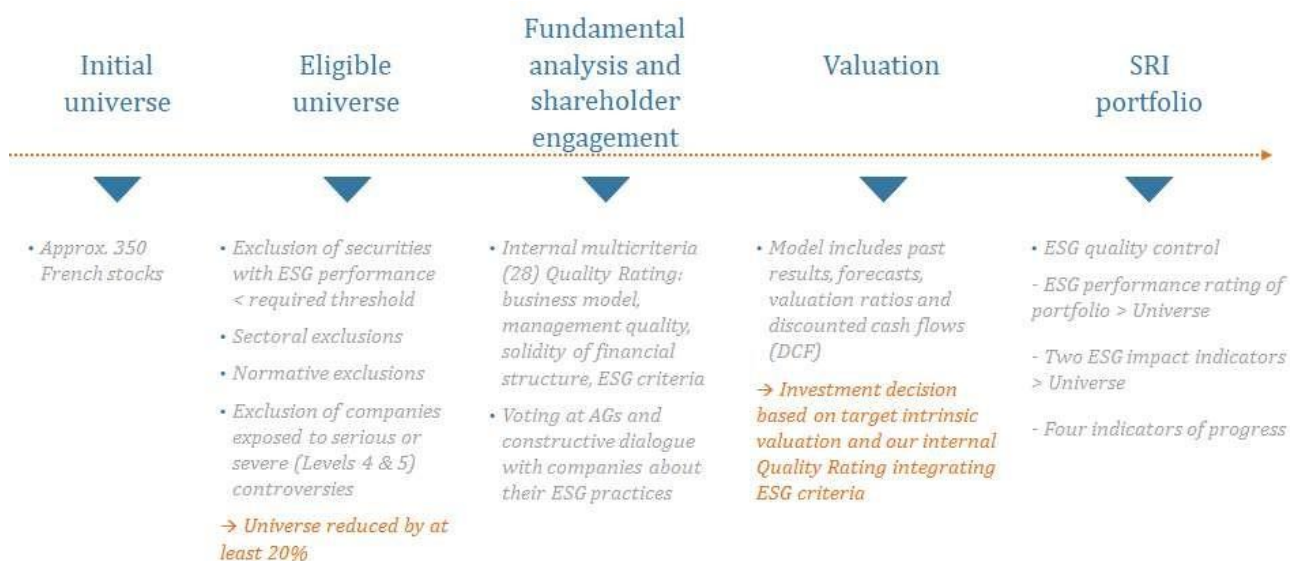 Initial
universe
Eligible
universe
Fundamental
analysis and
shareholder
engagement
Valuation
SRI
portfolio
• Approx. 350
French stocks
• Exclusion of securities
with ESG performance
< required threshold
• Sectoral exclusions
• Normative exclusions
• Exclusion of companies
exposed to serious or
severe (Levels 4 & 5)
controversies
→ Universe reduced by at
least 20%
• Internal multicriteria
(28) Quality Rating:
business model,
management quality,
solidity of financial
structure, ESG criteria
• Voting at AGs and
constructive dialogue
with companies about
their ESG practices
• Model includes past
results, forecasts,
valuation ratios and
discounted cash flows
(DCF)
→ Investment decision
based on target intrinsic
valuation and our internal
Quality Rating integrating
ESG criteria
• ESG quality control
- ESG performance rating of
portfolio > Universe
- Two ESG impact indicators
> Universe
- Four indicators of progress